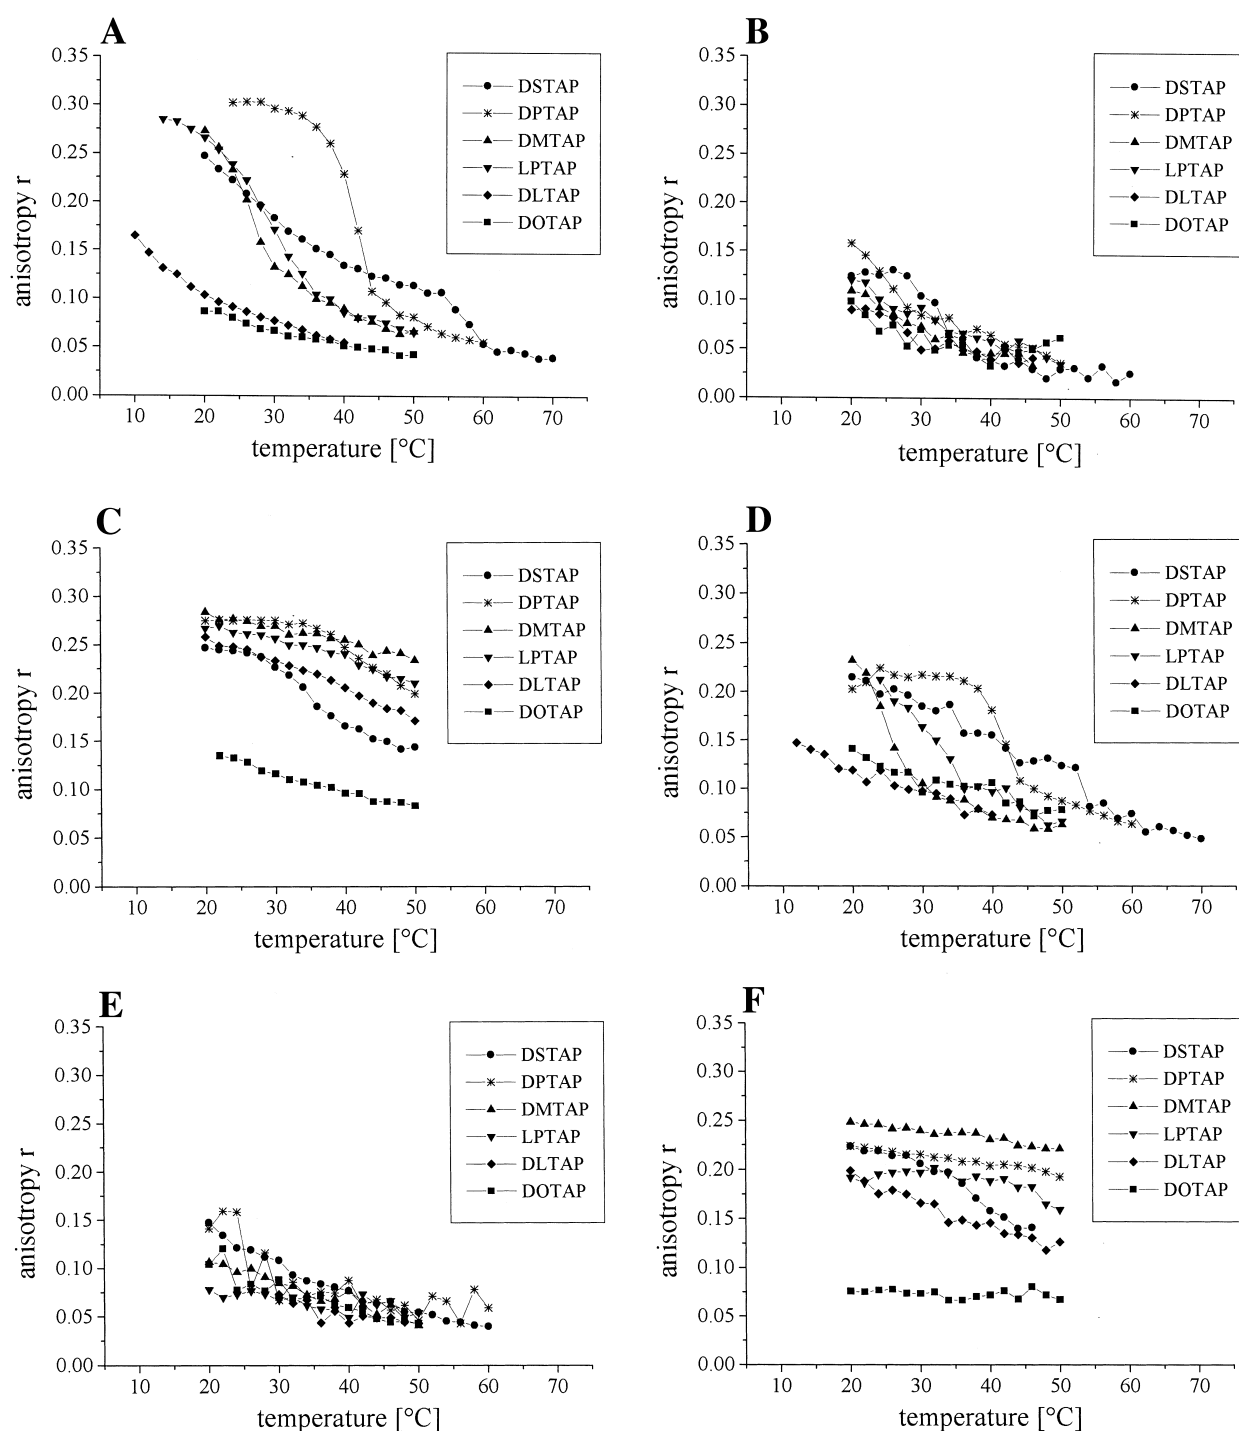 A
0.35
0.30
0.25
0.20
0.15
0.10
0.05
0.00
anisotropy r
10 20 30 40 50 60 70
temperature [°C]
DSTAP
DPTAP
DMTAP
LPTAP
DLTAP
DOTAP
B
0.35
0.30
0.25
0.20
0.15
0.10
0.05
0.00
anisotropy r
10 20 30 40 50 60 70
temperature [°C]
DSTAP
DPTAP
DMTAP
LPTAP
DLTAP
DOTAP
C
0.35
0.30
0.25
0.20
0.15
0.10
0.05
0.00
anisotropy r
10 20 30 40 50 60 70
temperature [°C]
DSTAP
DPTAP
DMTAP
LPTAP
DLTAP
DOTAP
D
0.35
0.30
0.25
0.20
0.15
0.10
0.05
0.00
anisotropy r
10 20 30 40 50 60 70
temperature [°C]
DSTAP
DPTAP
DMTAP
LPTAP
DLTAP
DOTAP
E
0.35
0.30
0.25
0.20
0.15
0.10
0.05
0.00
anisotropy r
10 20 30 40 50 60 70
temperature [°C]
DSTAP
DPTAP
DMTAP
LPTAP
DLTAP
DOTAP
F
0.35
0.30
0.25
0.20
0.15
0.10
0.05
0.00
anisotropy r
10 20 30 40 50 60 70
temperature [°C]
DSTAP
DPTAP
DMTAP
LPTAP
DLTAP
DOTAP